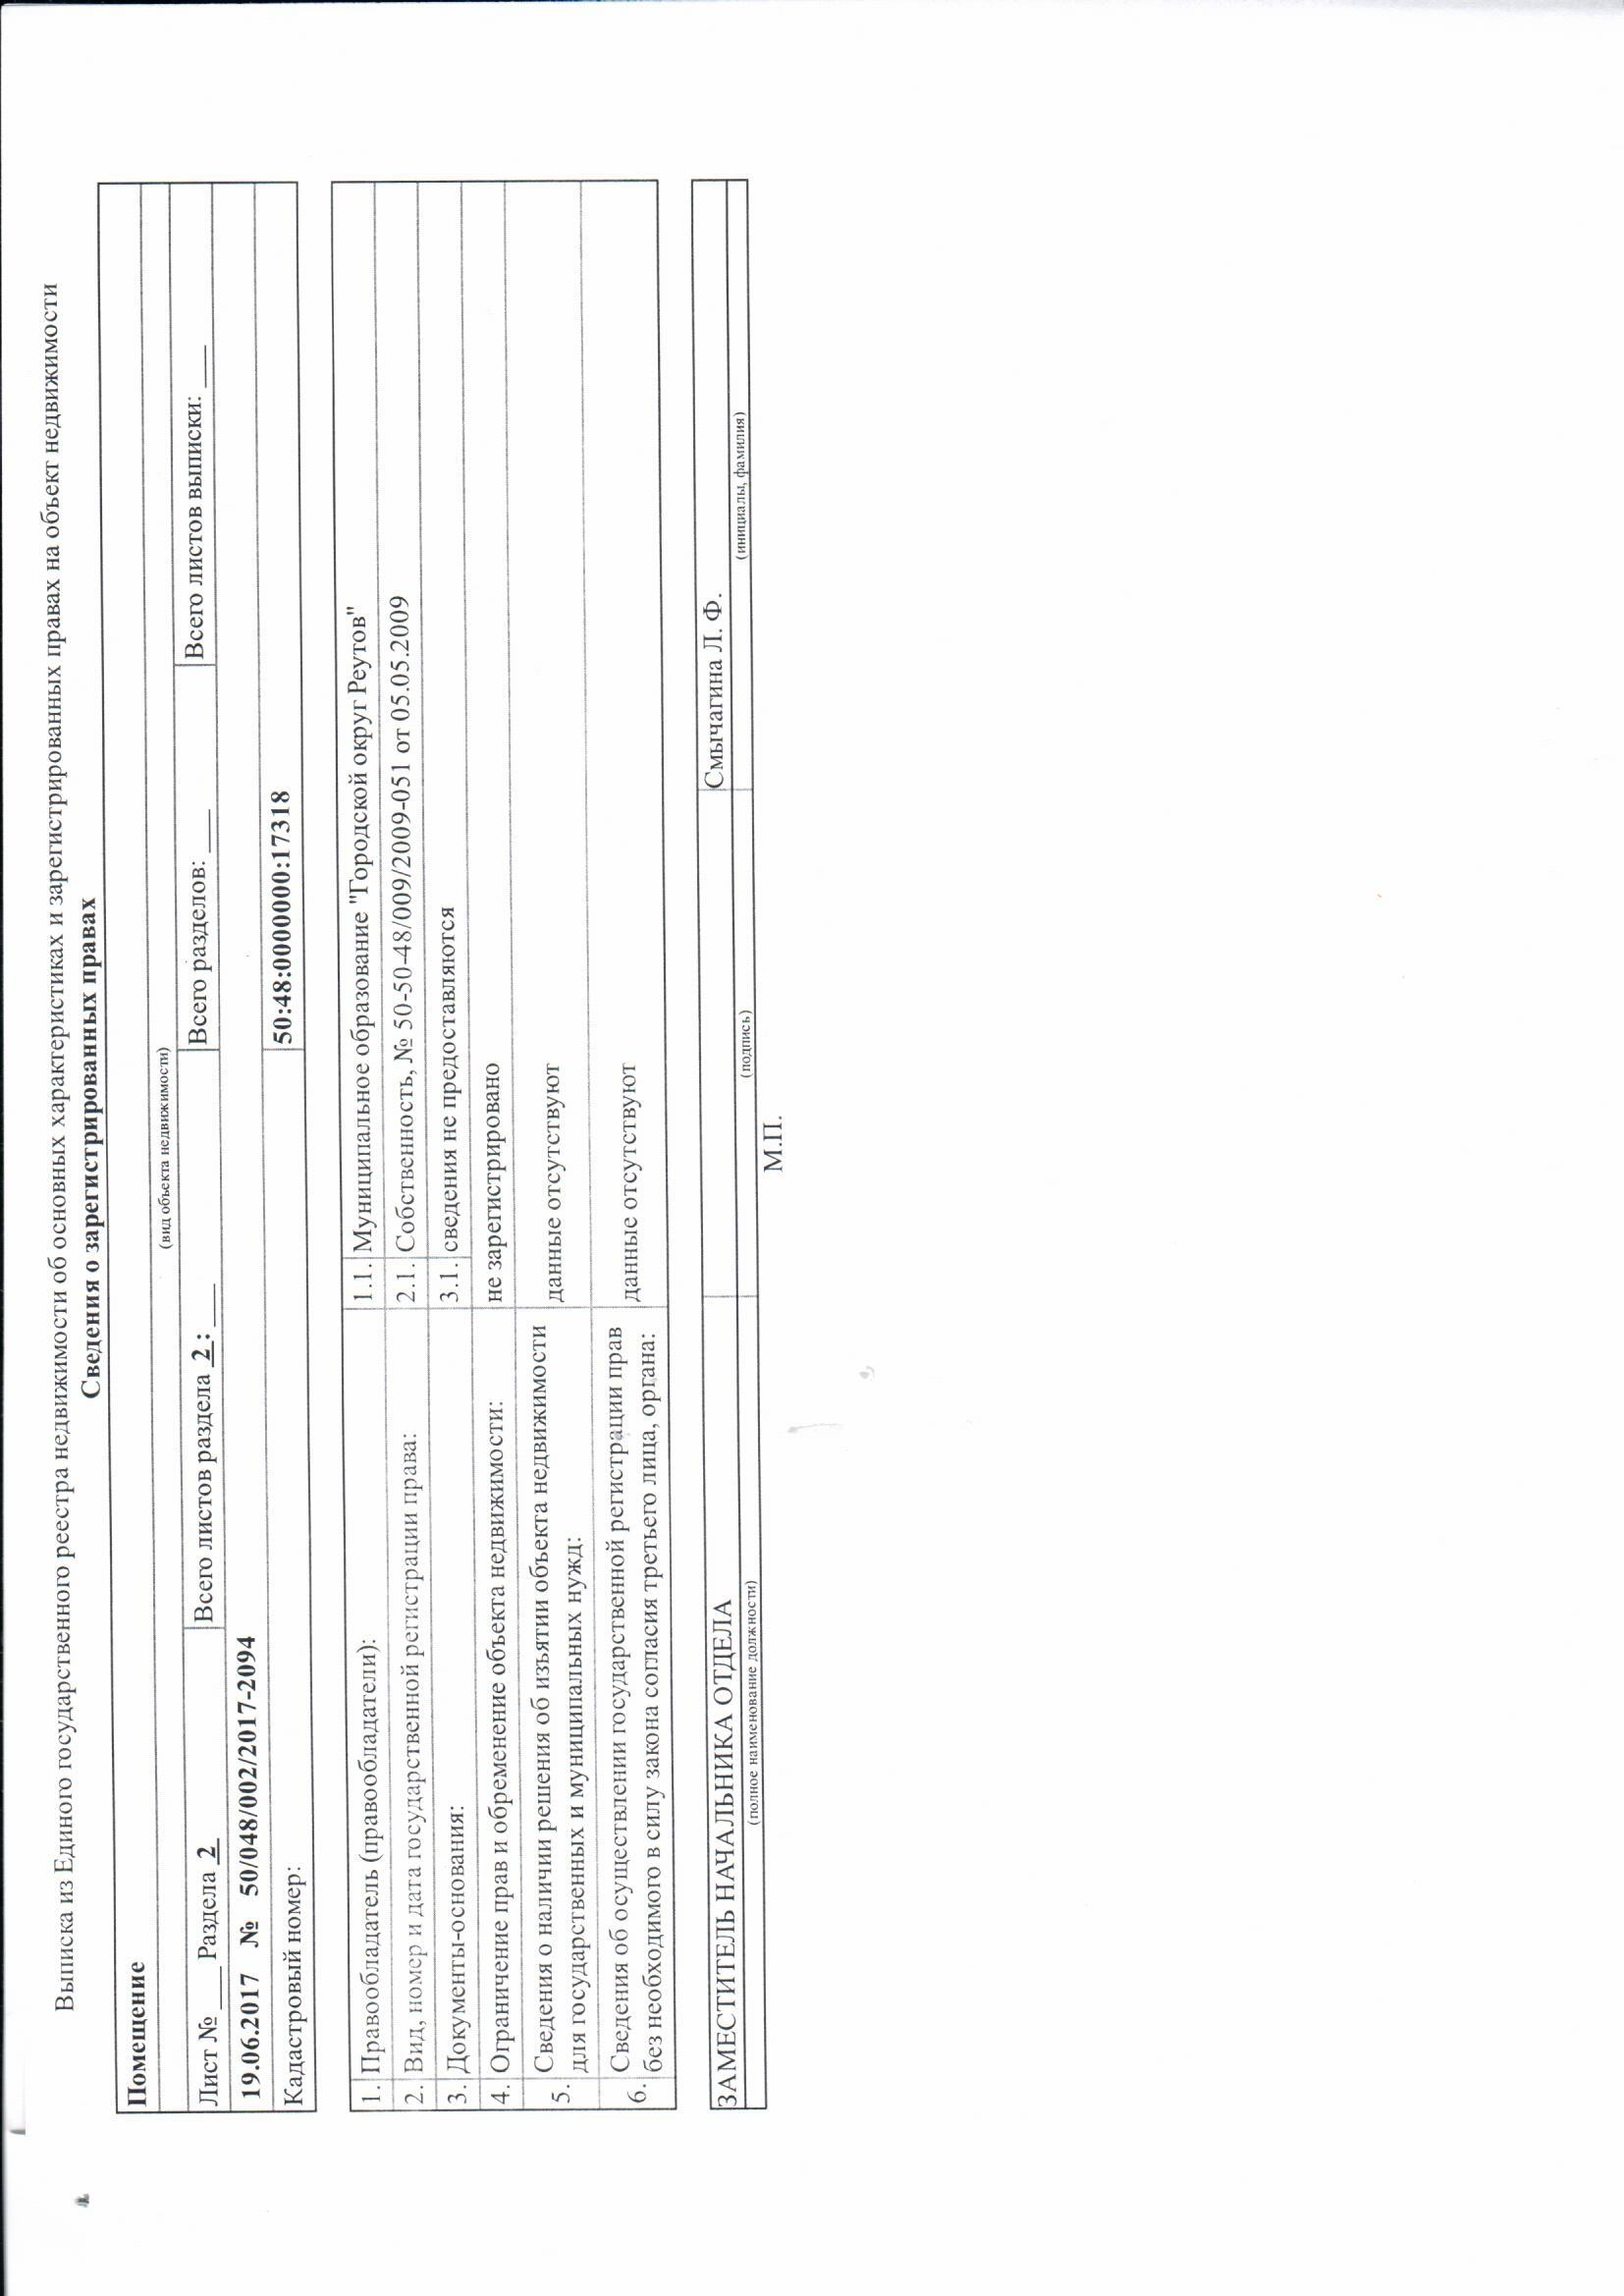 Выписка из Единого государственного реестра недвижимости об основных характеристиках и зарегистрированных правах на объект недвижимости
Сведения о зарегистрированных правах
Помещение
(вид объекта недвижимости)
Лист № ___ Раздела 2 Всего листов раздела 2 : ___ Всего разделов: ___ Всего листов выписки: ___
19.06.2017 № 50/048/002/2017-2094
Кадастровый номер: 50:48:0000000:17318
1. Правообладатель (правообладатели): 1.1. Муниципальное образование "Городской округ Реутов"
2. Вид, номер и дата государственной регистрации права: 2.1. Собственность, № 50-50-48/009/2009-051 от 05.05.2009
3. Документы-основания: 3.1. сведения не предоставляются
4. Ограничение прав и обременение объекта недвижимости: не зарегистрировано
5. Сведения о наличии решения об изъятии объекта недвижимости
для государственных и муниципальных нужд: данные отсутствуют
6. Сведения об осуществлении государственной регистрации прав
без необходимого в силу закона согласия третьего лица, органа: данные отсутствуют
ЗАМЕСТИТЕЛЬ НАЧАЛЬНИКА ОТДЕЛА Смычагина Л. Ф.
(полное наименование должности) (подпись) (инициалы, фамилия)
М.П.